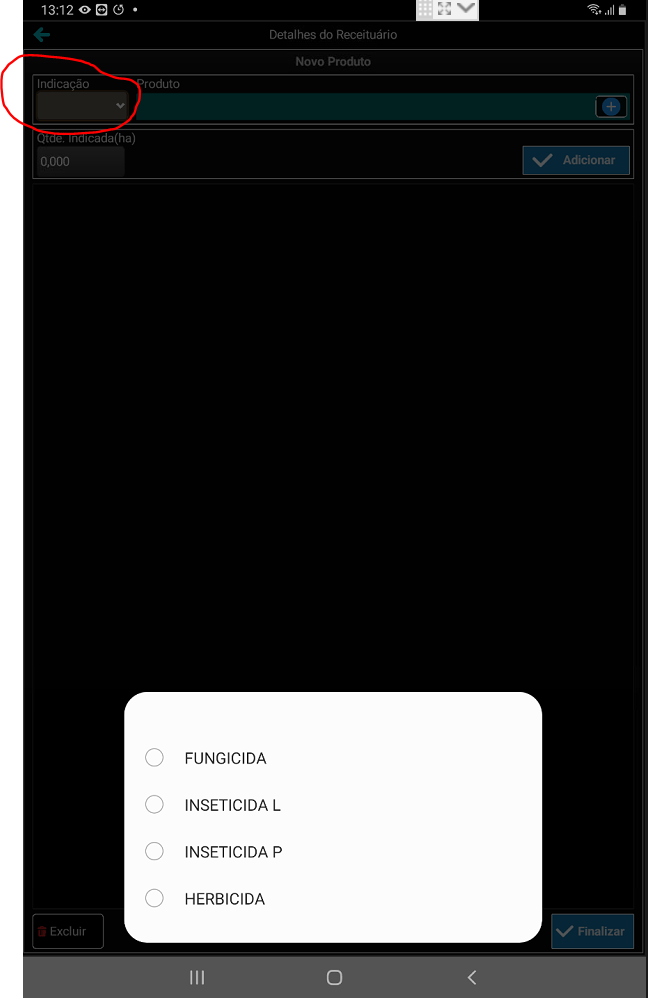 13:12
Detalhes do Receituário
Novo Produto
Indicação Produto
Qtde. Indicada(ha)
0,000
Adicionar
FUNGICIDA
INSETICIDA L
INSETICIDA P
HERBICIDA
Excluir
Finalizar